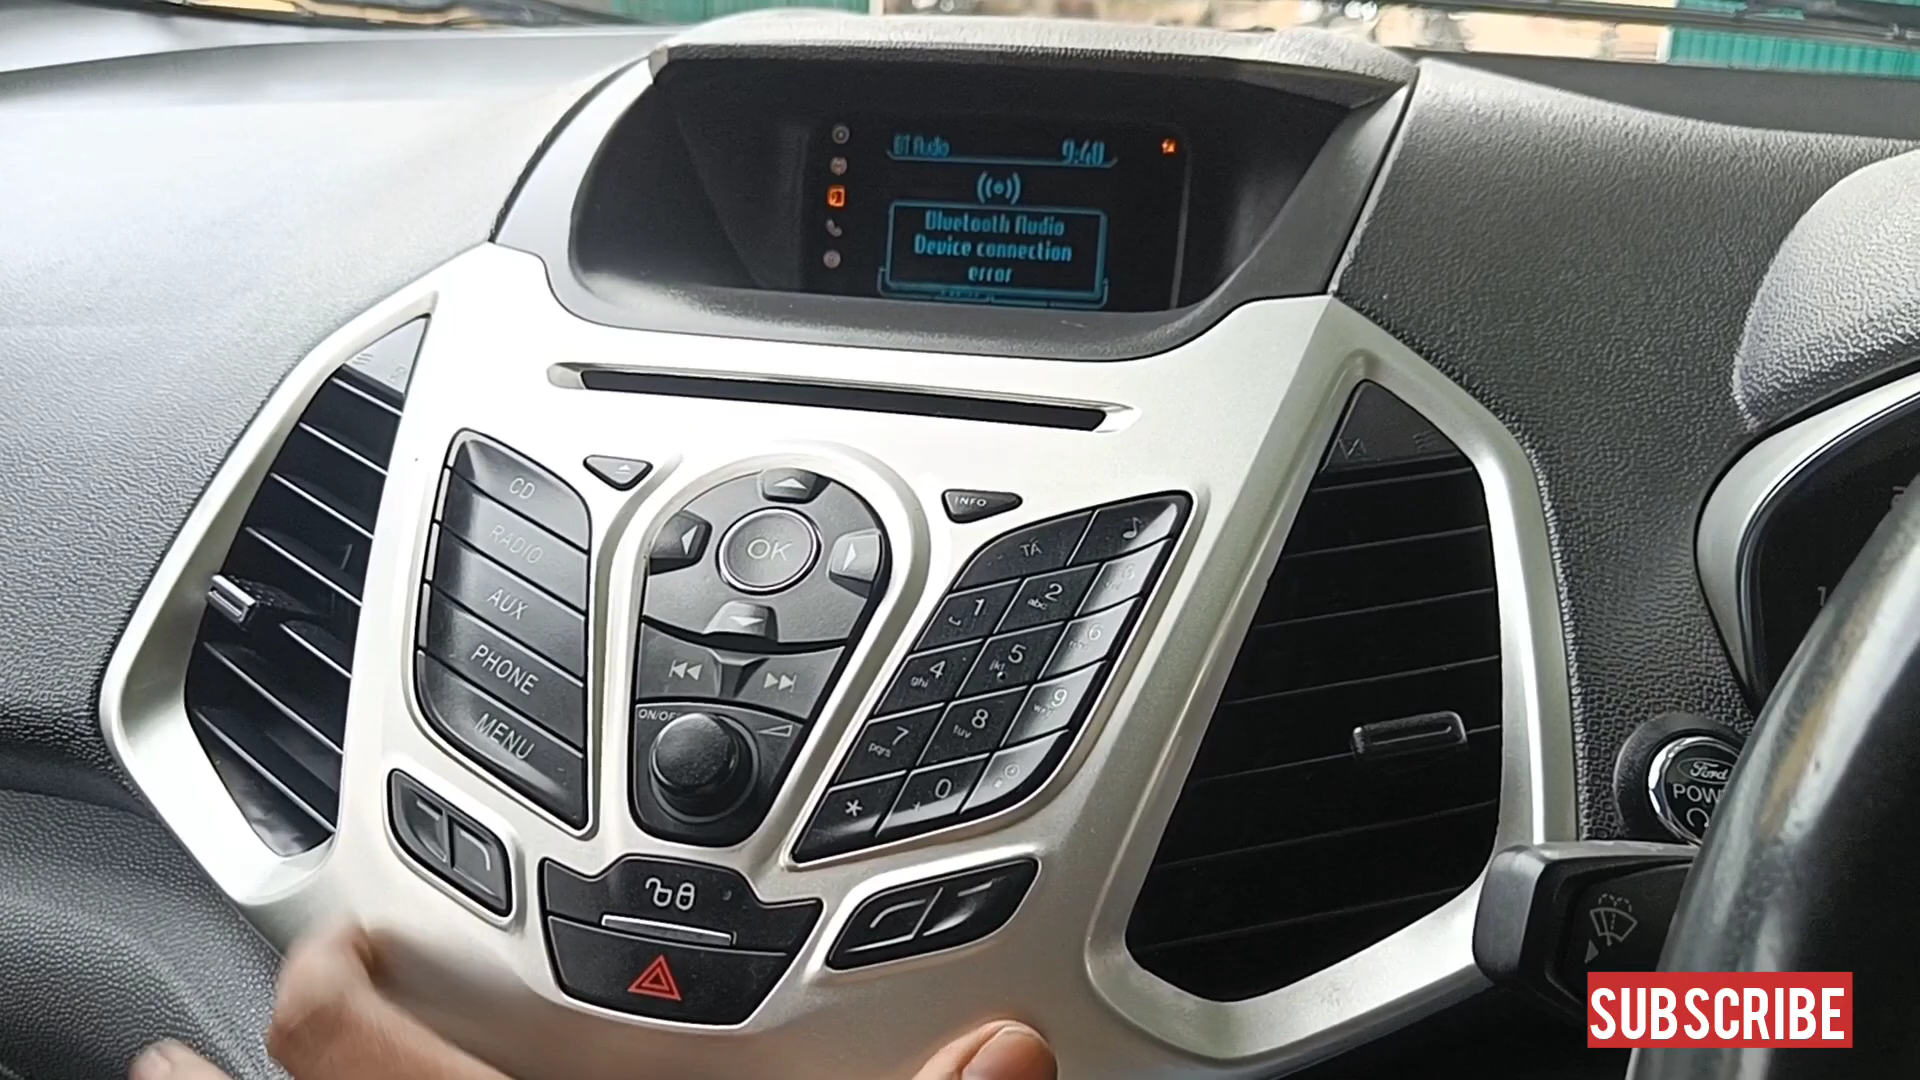 BT Audio 9:40
Bluetooth Audio
Device connection
error
CD
RADIO
AUX
PHONE
MENU
OK
ON/OFF
INFO
TA
1
2 abc
4 ghi
5 jkl
6
7 pqrs
8 tuv
9
*
0
Ford
POW
SUBSCRIBE